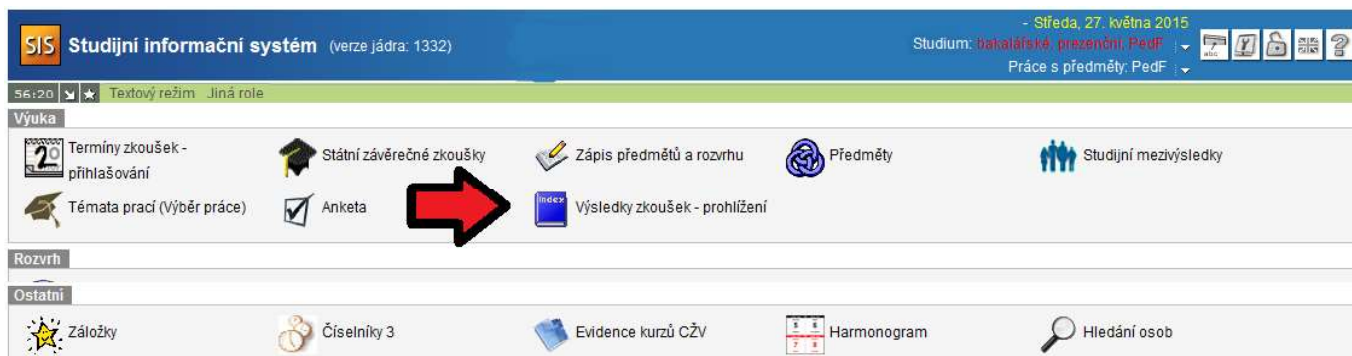 - Středa, 27. května 2015
SIS Studijní informační systém (verze jádra: 1332)
Studium: bakalářské, prezenční, PedF
Práce s předměty: PedF
abc
56:20 Textový režim Jiná role
Výuka
Termíny zkoušek -
přihlašování
Státní závěrečné zkoušky
Zápis předmětů a rozvrhu
Předměty
Studijní mezivýsledky
Témata prací (Výběr práce)
Anketa
Index
Výsledky zkoušek - prohlížení
Rozvrh
Ostatní
Záložky
Číselníky 3
Evidence kurzů CŽV
Harmonogram
Hledání osob